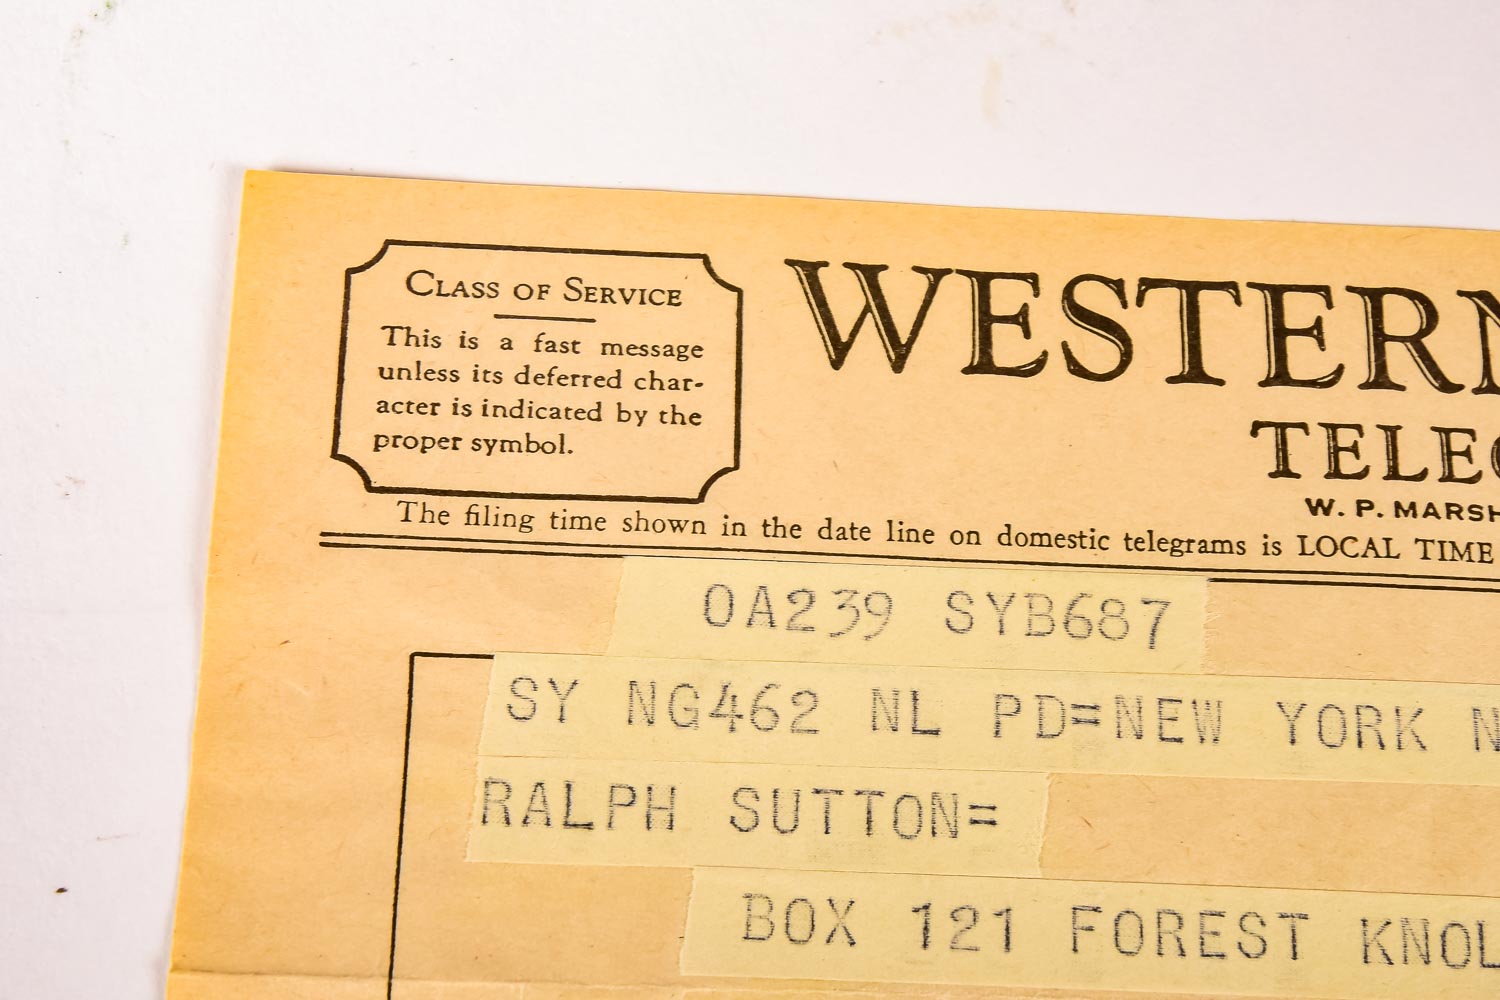 CLASS OF SERVICE
This is a fast message
unless its deferred char-
acter is indicated by the
proper symbol.
WESTERN
TELEG
W. P. MARSH
The filing time shown in the date line on domestic telegrams is LOCAL TIME
OA239 SYB687
SY NG462 NL PD=NEW YORK N
RALPH SUTTON=
BOX 121 FOREST KNOL